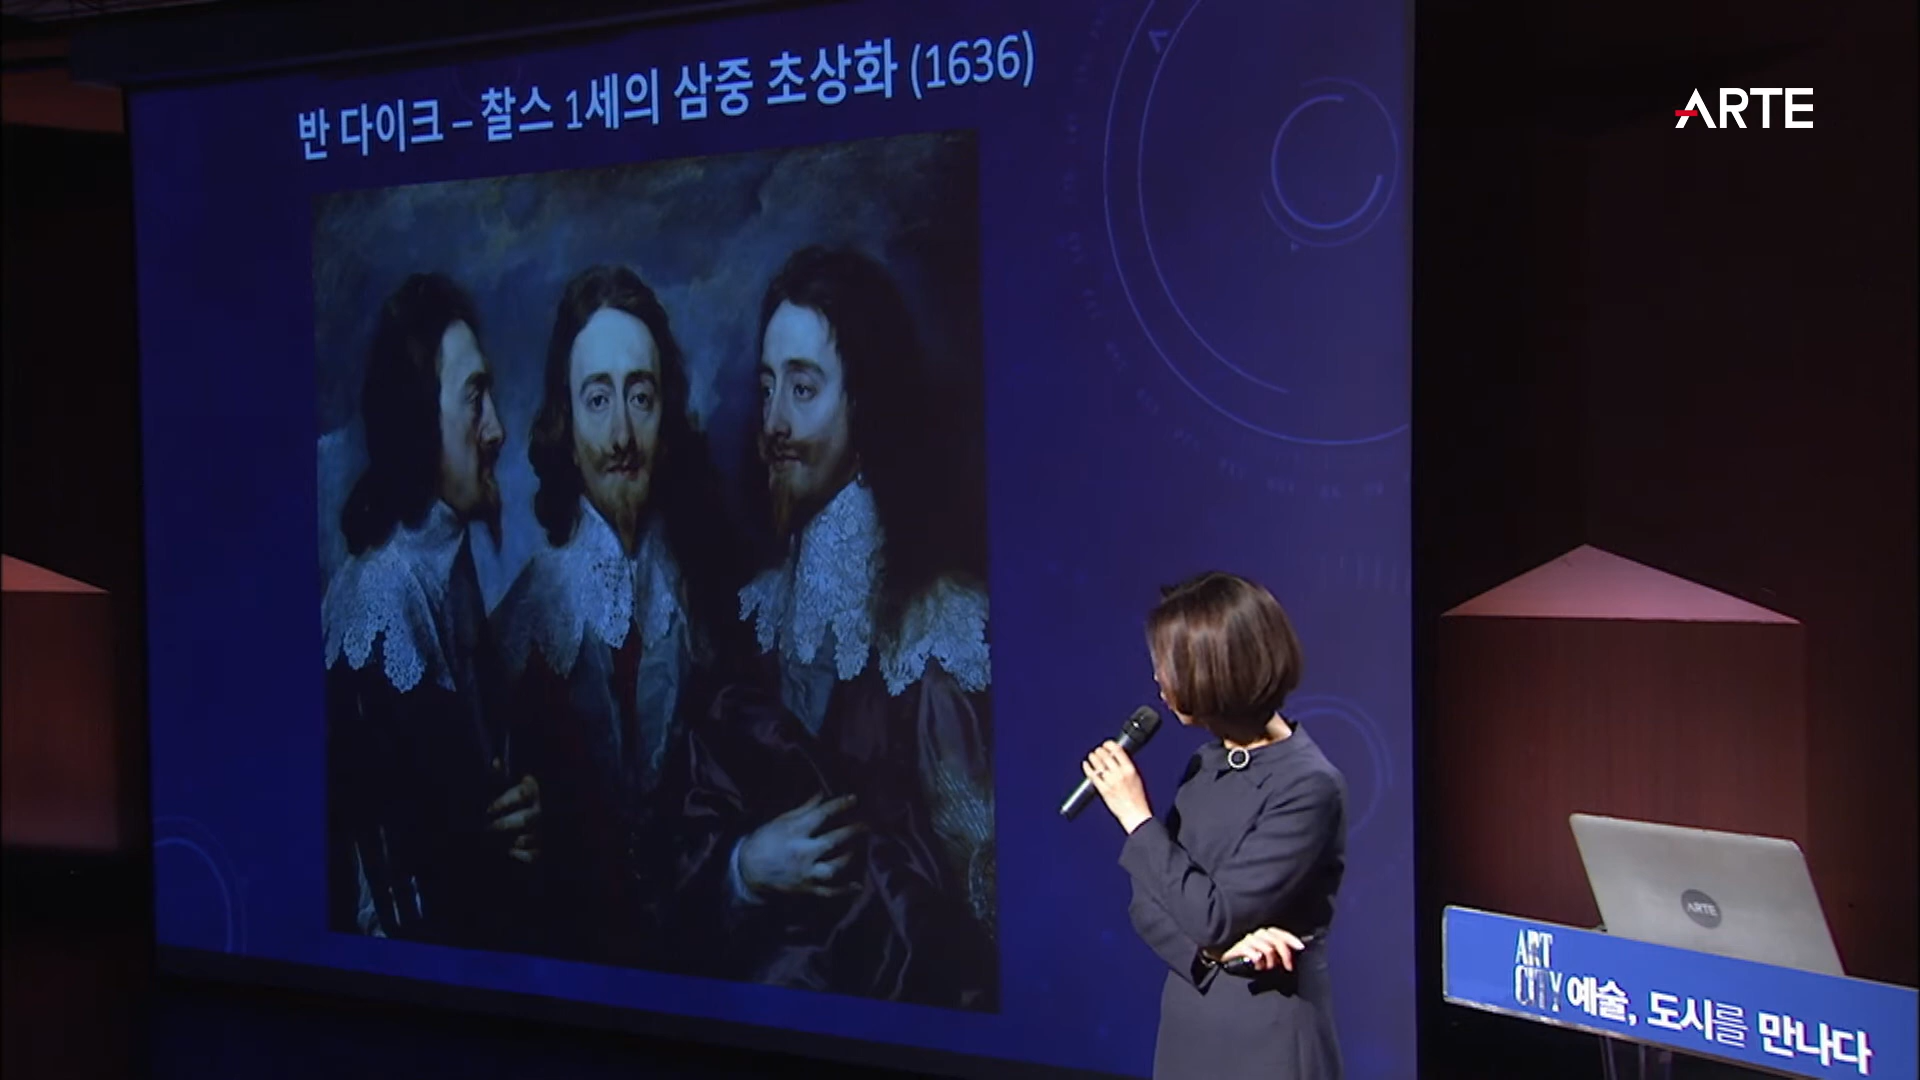 반 다이크 – 찰스 1세의 삼중 초상화 (1636)
ARTE
ARTE
ART
CITY 예술, 도시를 만나다